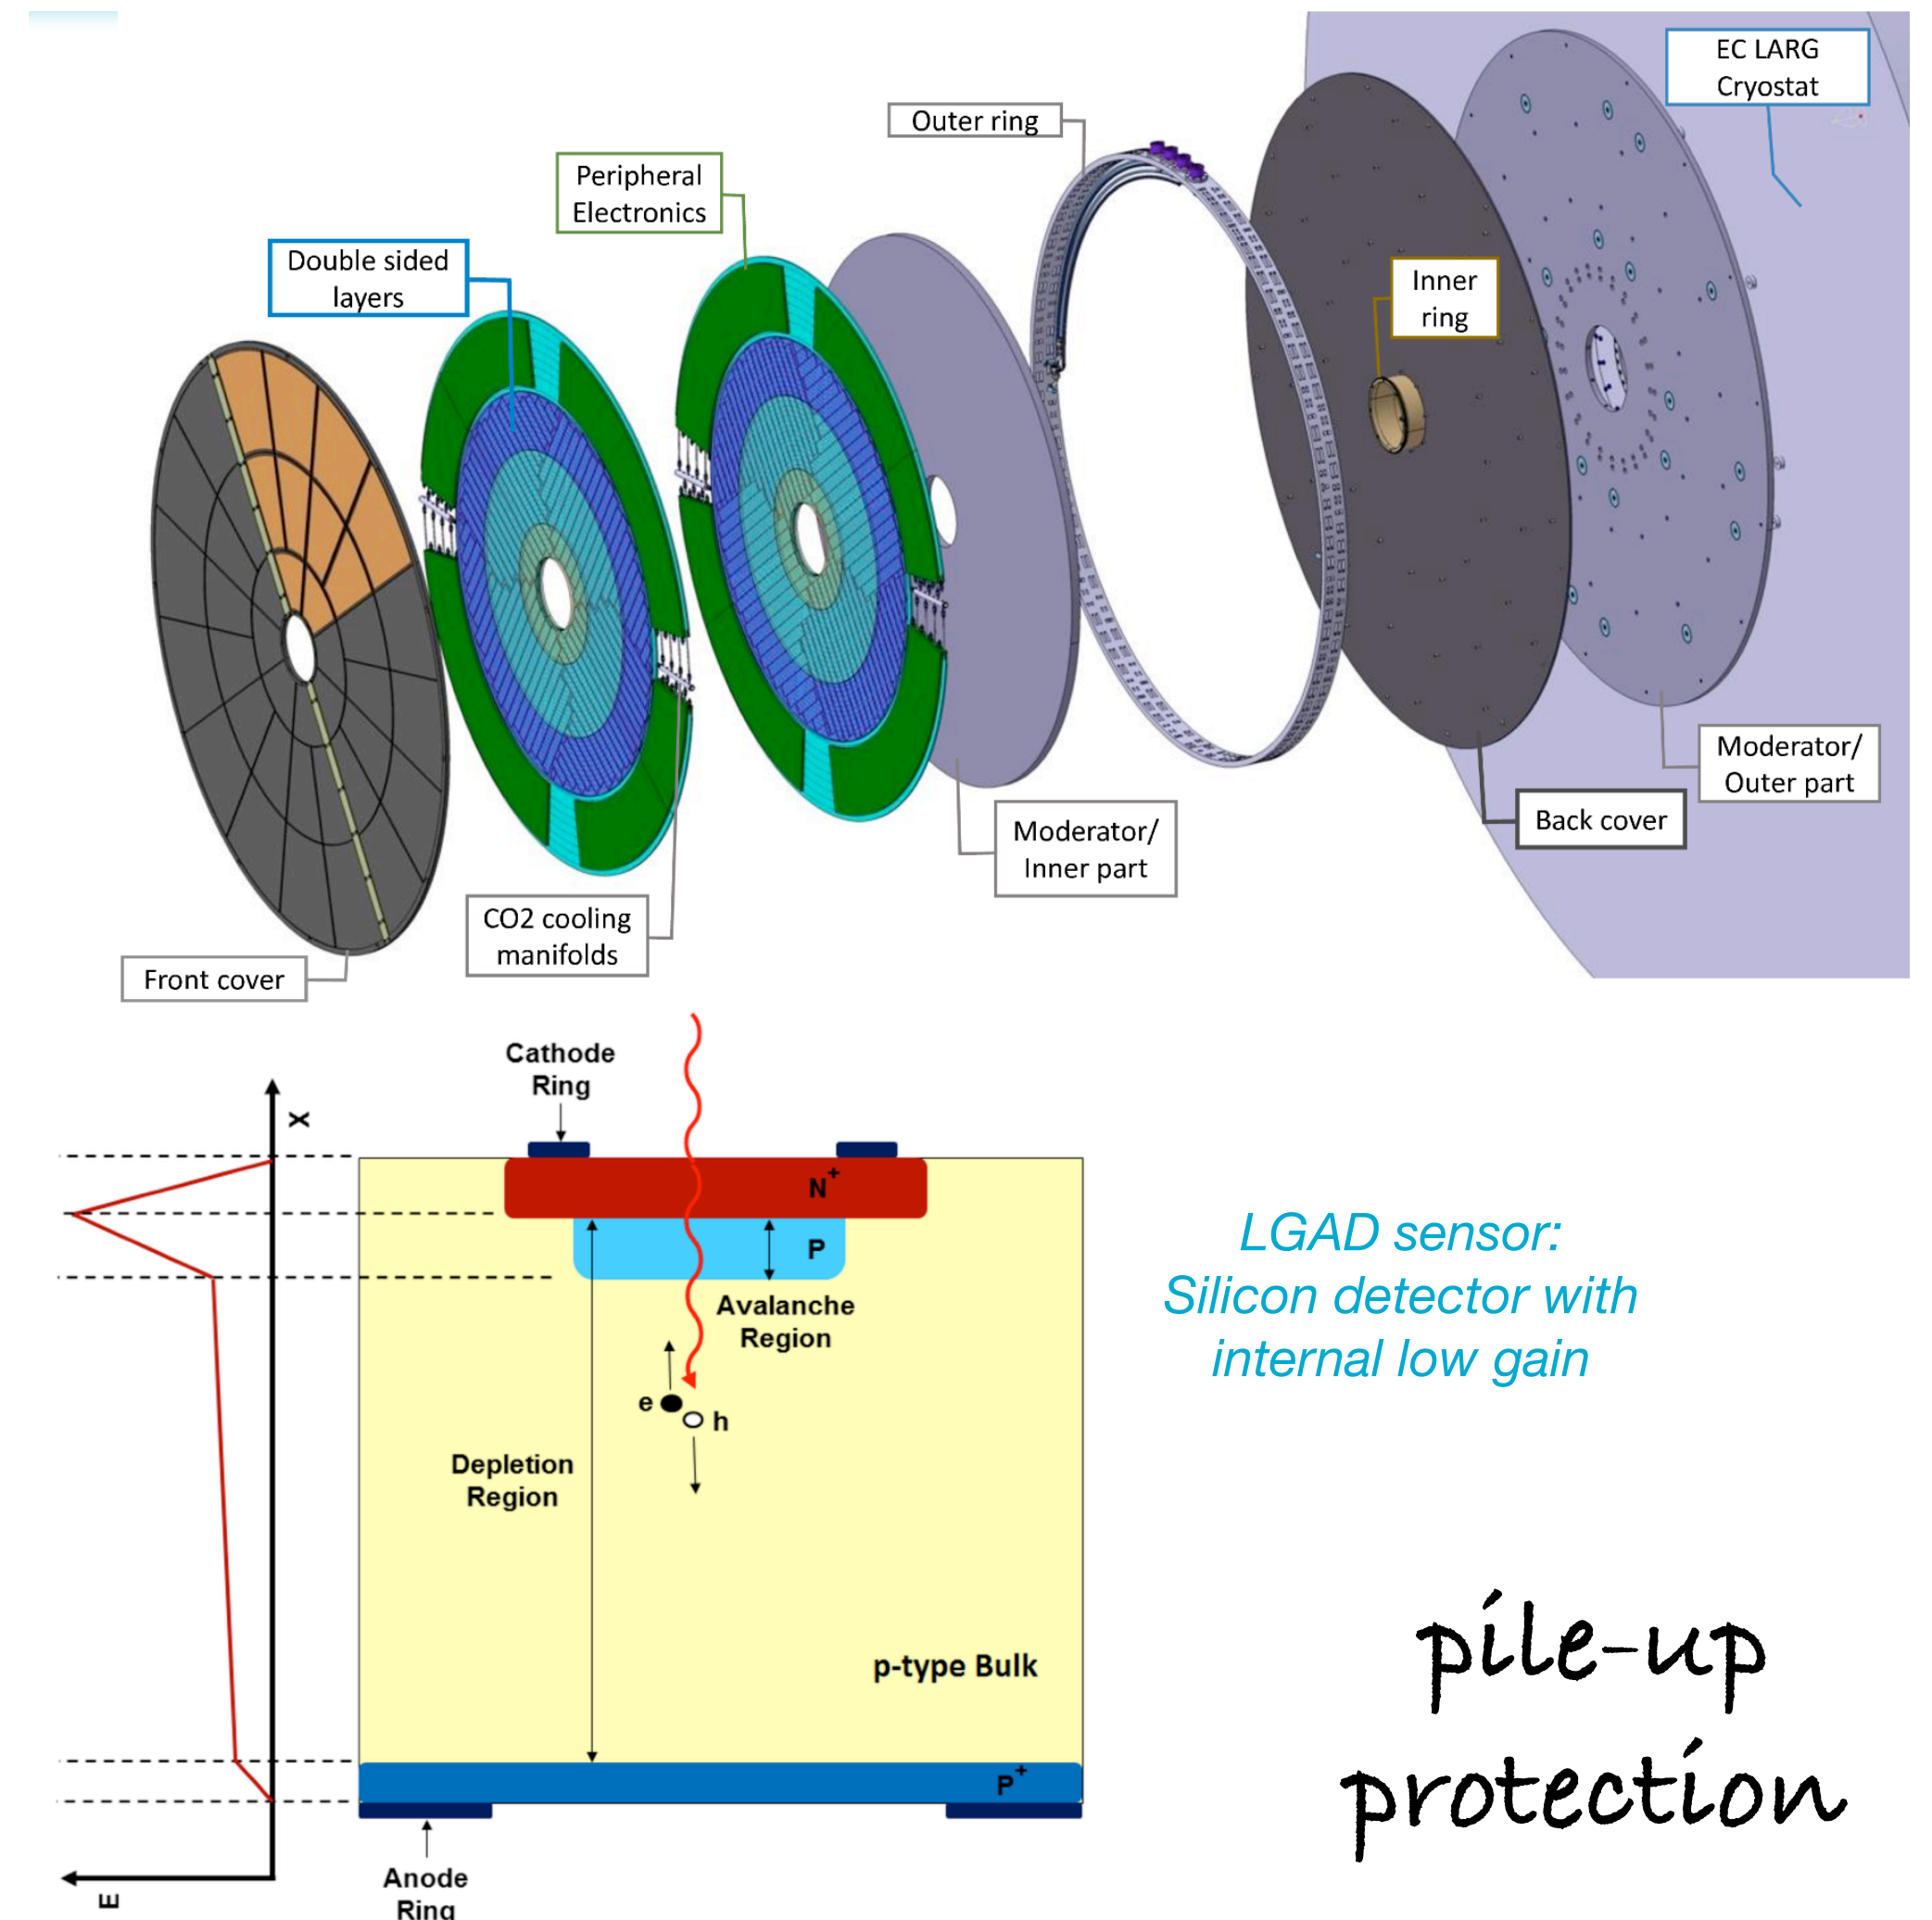 EC LARG
Cryostat
Outer ring
Peripheral
Electronics
Double sided
layers
Inner
ring
Moderator/
Outer part
Back cover
Moderator/
Inner part
CO2 cooling
manifolds
Front cover
Cathode
Ring
X
N+
P
Avalanche
Region
e
h
Depletion
Region
p-type Bulk
P+
Anode
Ring
E
LGAD sensor:
Silicon detector with
internal low gain
pile-up
protection